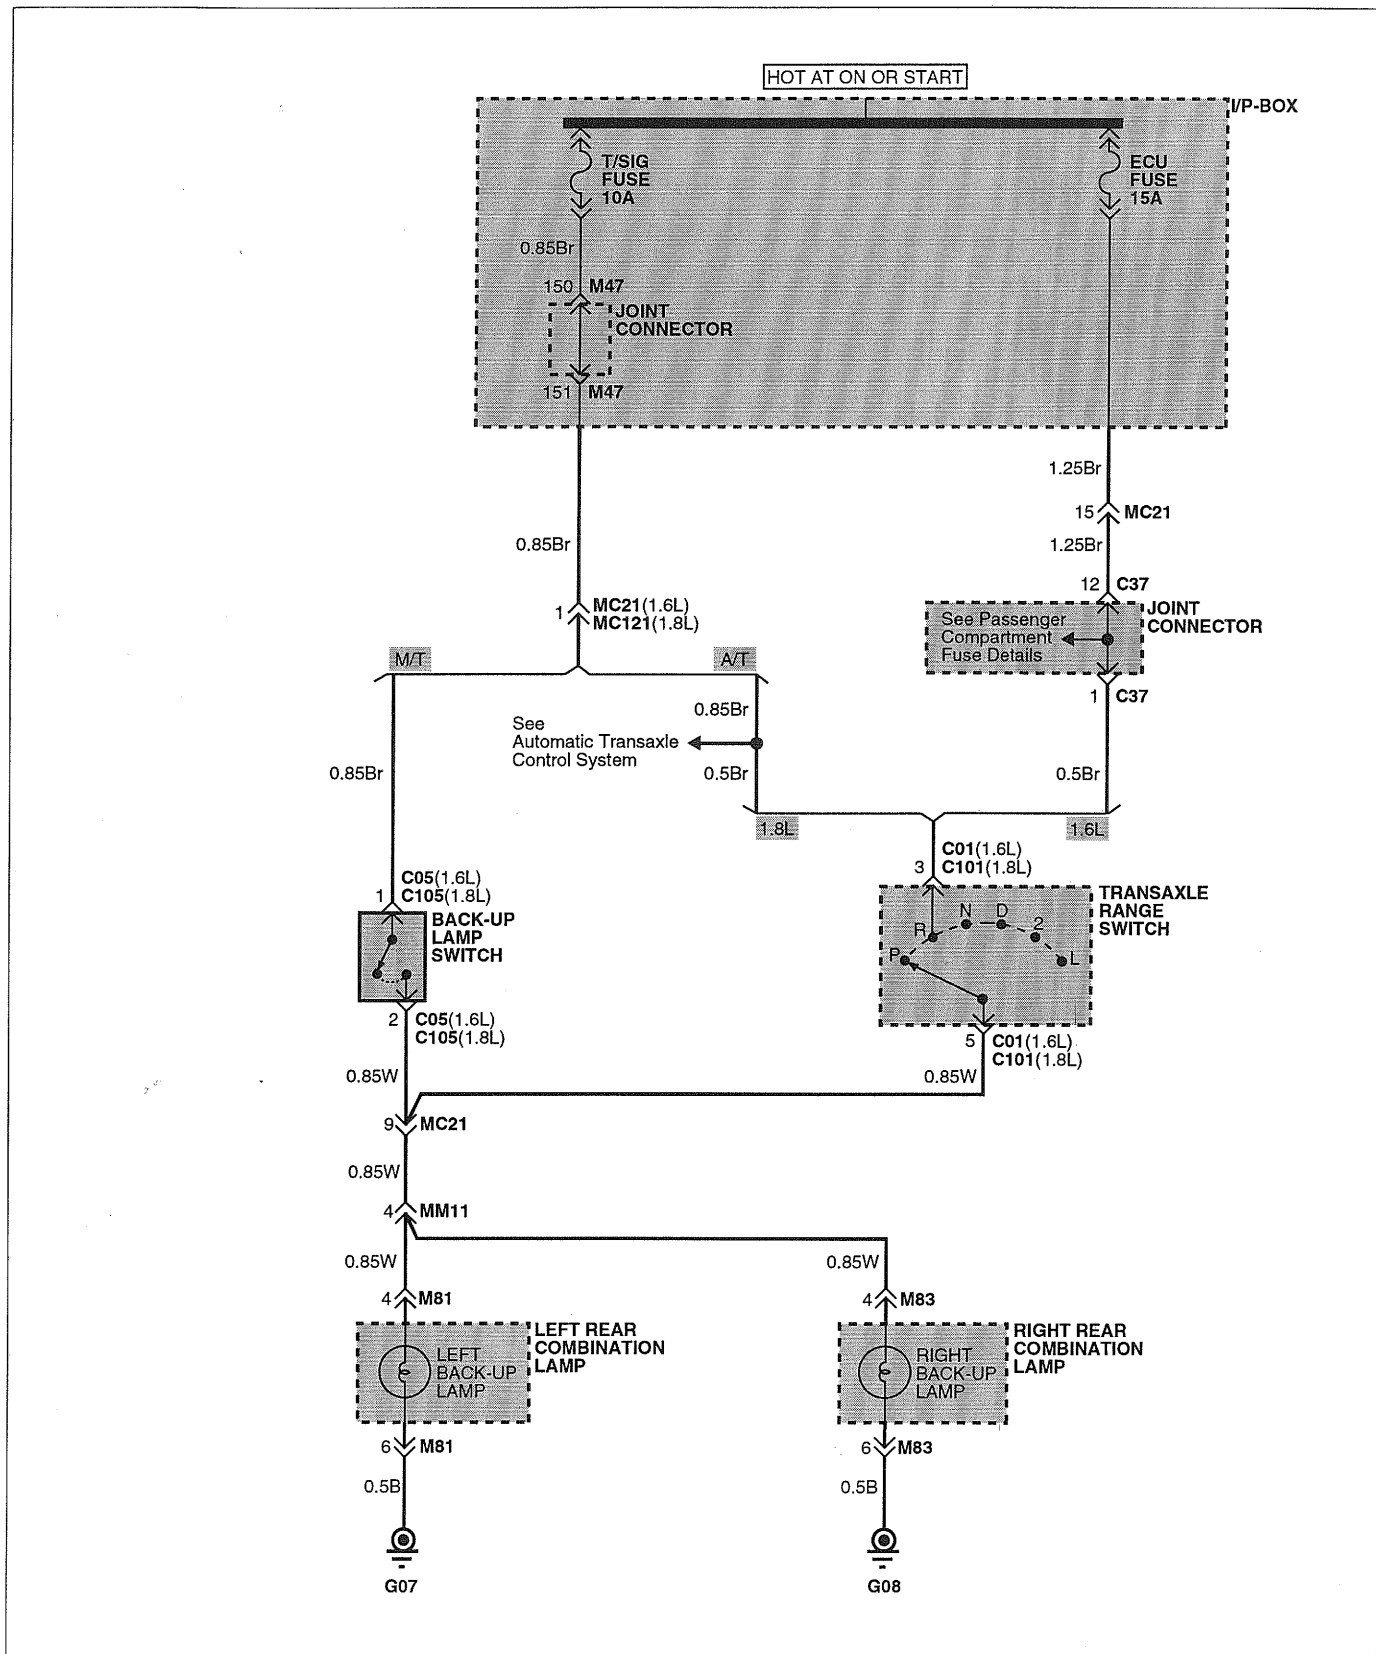 HOT AT ON OR START
I/P-BOX
T/SIG
FUSE
10A
ECU
FUSE
15A
0.85Br
150 M47
JOINT
CONNECTOR
151 M47
1.25Br
15 MC21
0.85Br
1.25Br
12 C37
1 MC21(1.6L)
MC121(1.8L)
See Passenger
Compartment
Fuse Details
JOINT
CONNECTOR
M/T
A/T
1 C37
0.85Br
See
Automatic Transaxle
Control System
0.85Br
0.5Br
0.5Br
1.8L
1.6L
C01(1.6L)
3 C101(1.8L)
C05(1.6L)
1 C105(1.8L)
BACK-UP
LAMP
SWITCH
TRANSAXLE
RANGE
SWITCH
P R N D 2 L
2 C05(1.6L)
C105(1.8L)
5 C01(1.6L)
C101(1.8L)
0.85W
0.85W
9 MC21
0.85W
4 MM11
0.85W
0.85W
4 M81
4 M83
LEFT REAR
COMBINATION
LAMP
LEFT
BACK-UP
LAMP
RIGHT REAR
COMBINATION
LAMP
RIGHT
BACK-UP
LAMP
6 M81
6 M83
0.5B
0.5B
G07
G08